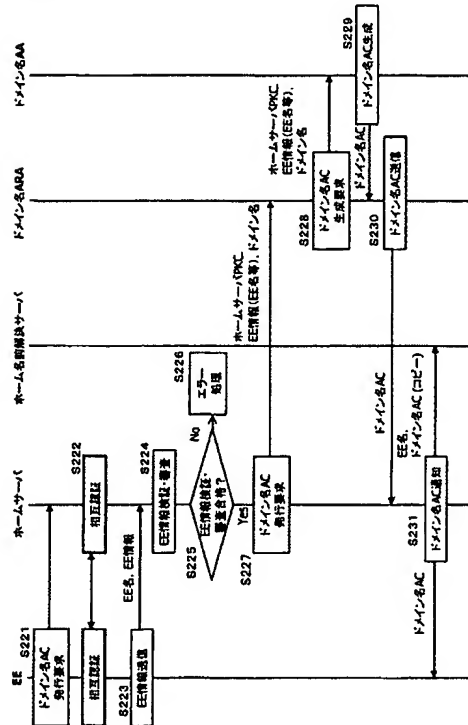 EE
ホームサーバ
ホーム名前解決サーバ
ドメイン名ARA
ドメイン名AA
S221
ドメイン名AC
発行要求
S222
相互認証
相互認証
S223
EE情報送信
EE名、EE情報
S224
EE情報検証・審査
S225
EE情報検証・
審査合格?
No
S226
エラー
処理
Yes
S227
ドメイン名AC
発行要求
ホームサーバPKC、
EE情報(EE名等)、ドメイン名
S228
ドメイン名AC
生成要求
ホームサーバPKC、
EE情報(EE名等)、
ドメイン名
S229
ドメイン名AC生成
ドメイン名AC
S230
ドメイン名AC送信
ドメイン名AC
S231
ドメイン名AC通知
EE名、
ドメイン名AC(コピー)
ドメイン名AC